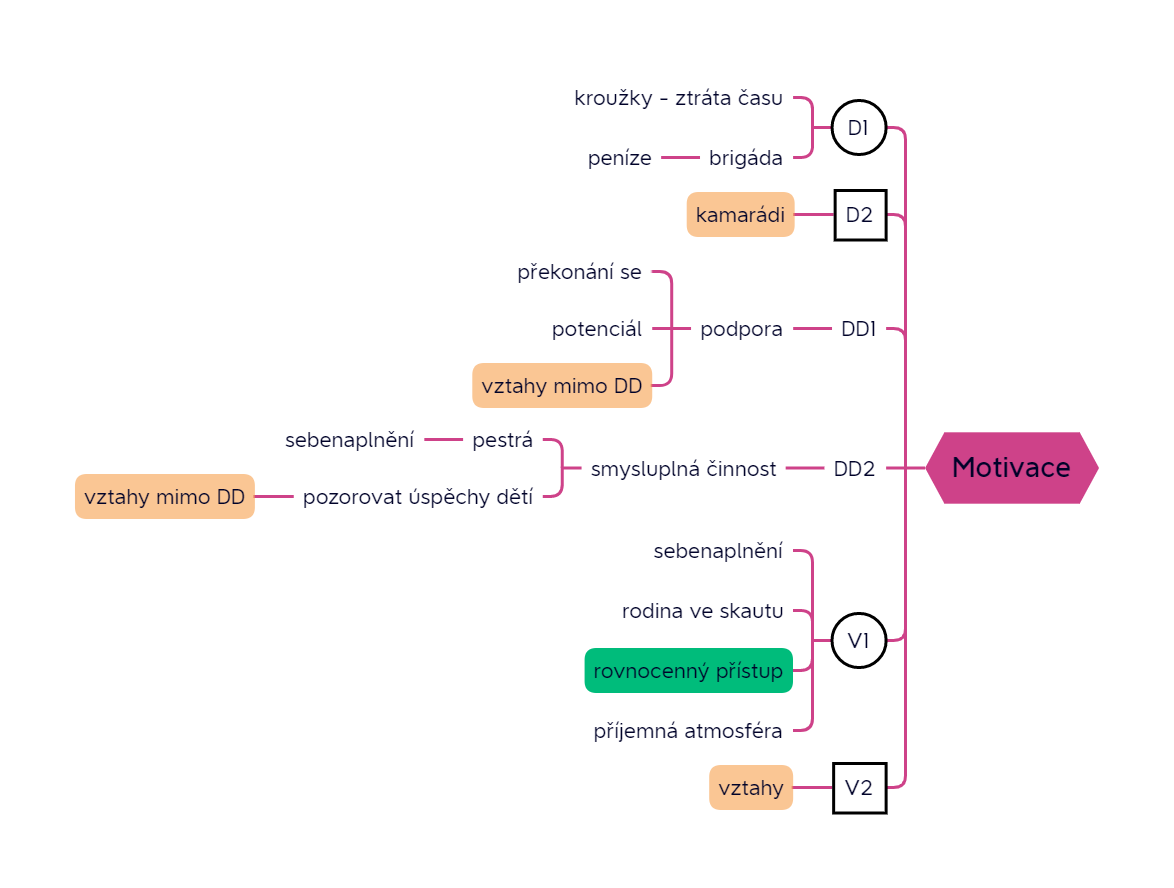 kroužky - ztráta času
D1
peníze
brigáda
kamarádi
D2
překonání se
potenciál
podpora
DD1
vztahy mimo DD
sebenaplnění
pestrá
smysluplná činnost
DD2
Motivace
vztahy mimo DD
pozorovat úspěchy dětí
sebenaplnění
rodina ve skautu
V1
rovnocenný přístup
příjemná atmosféra
vztahy
V2